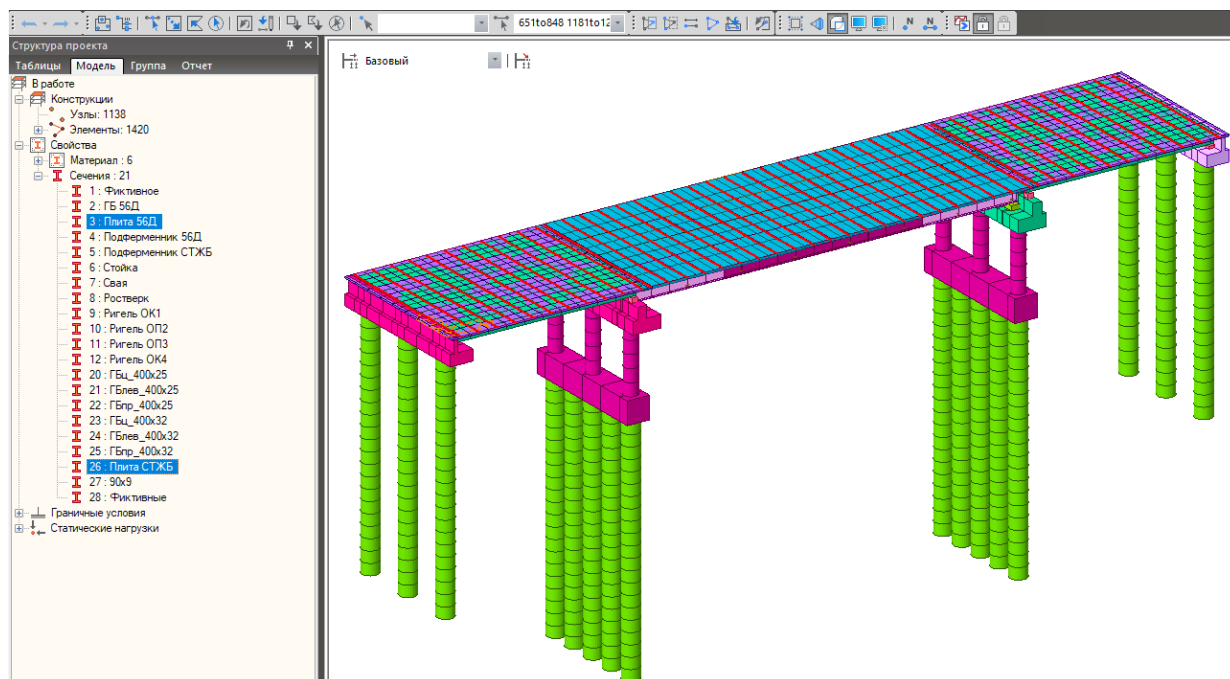 651to848 1181to12
Структура проекта
Таблицы Модель Группа Отчет
Базовый
В работе
Конструкции
Узлы: 1138
Элементы: 1420
Свойства
Материал : 6
Сечения : 21
1 : Фиктивное
2 : ГБ 56Д
3 : Плита 56Д
4 : Подферменник 56Д
5 : Подферменник СТЖБ
6 : Стойка
7 : Свая
8 : Ростверк
9 : Ригель ОК1
10 : Ригель ОП2
11 : Ригель ОП3
12 : Ригель ОК4
20 : ГБц_400x25
21 : ГБлев_400x25
22 : ГБпр_400x25
23 : ГБц_400x32
24 : ГБлев_400x32
25 : ГБпр_400x32
26 : Плита СТЖБ
27 : 90x9
28 : Фиктивные
Граничные условия
Статические нагрузки